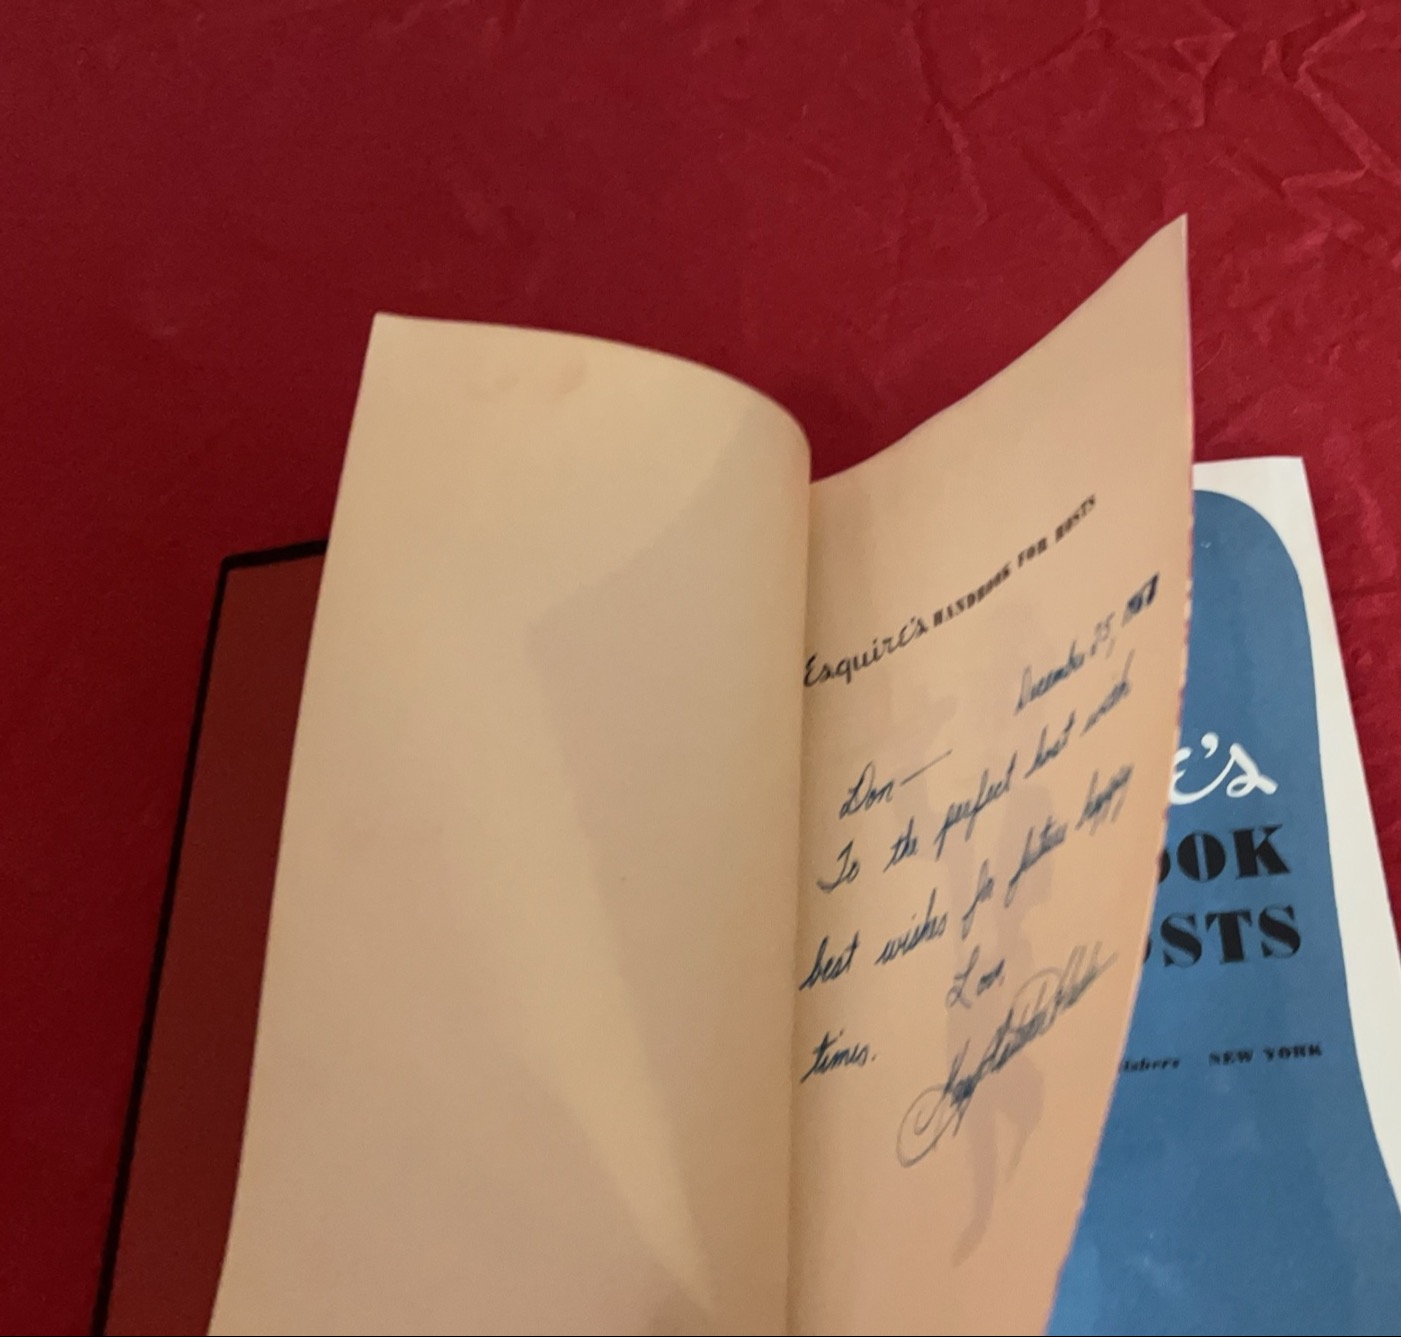 Esquire's HANDBOOK FOR HOSTS
December 25,
Don—
To the perfect host with
best wishes for future happy
times.
Love,
E's
OOK
OSTS
NEW YORK